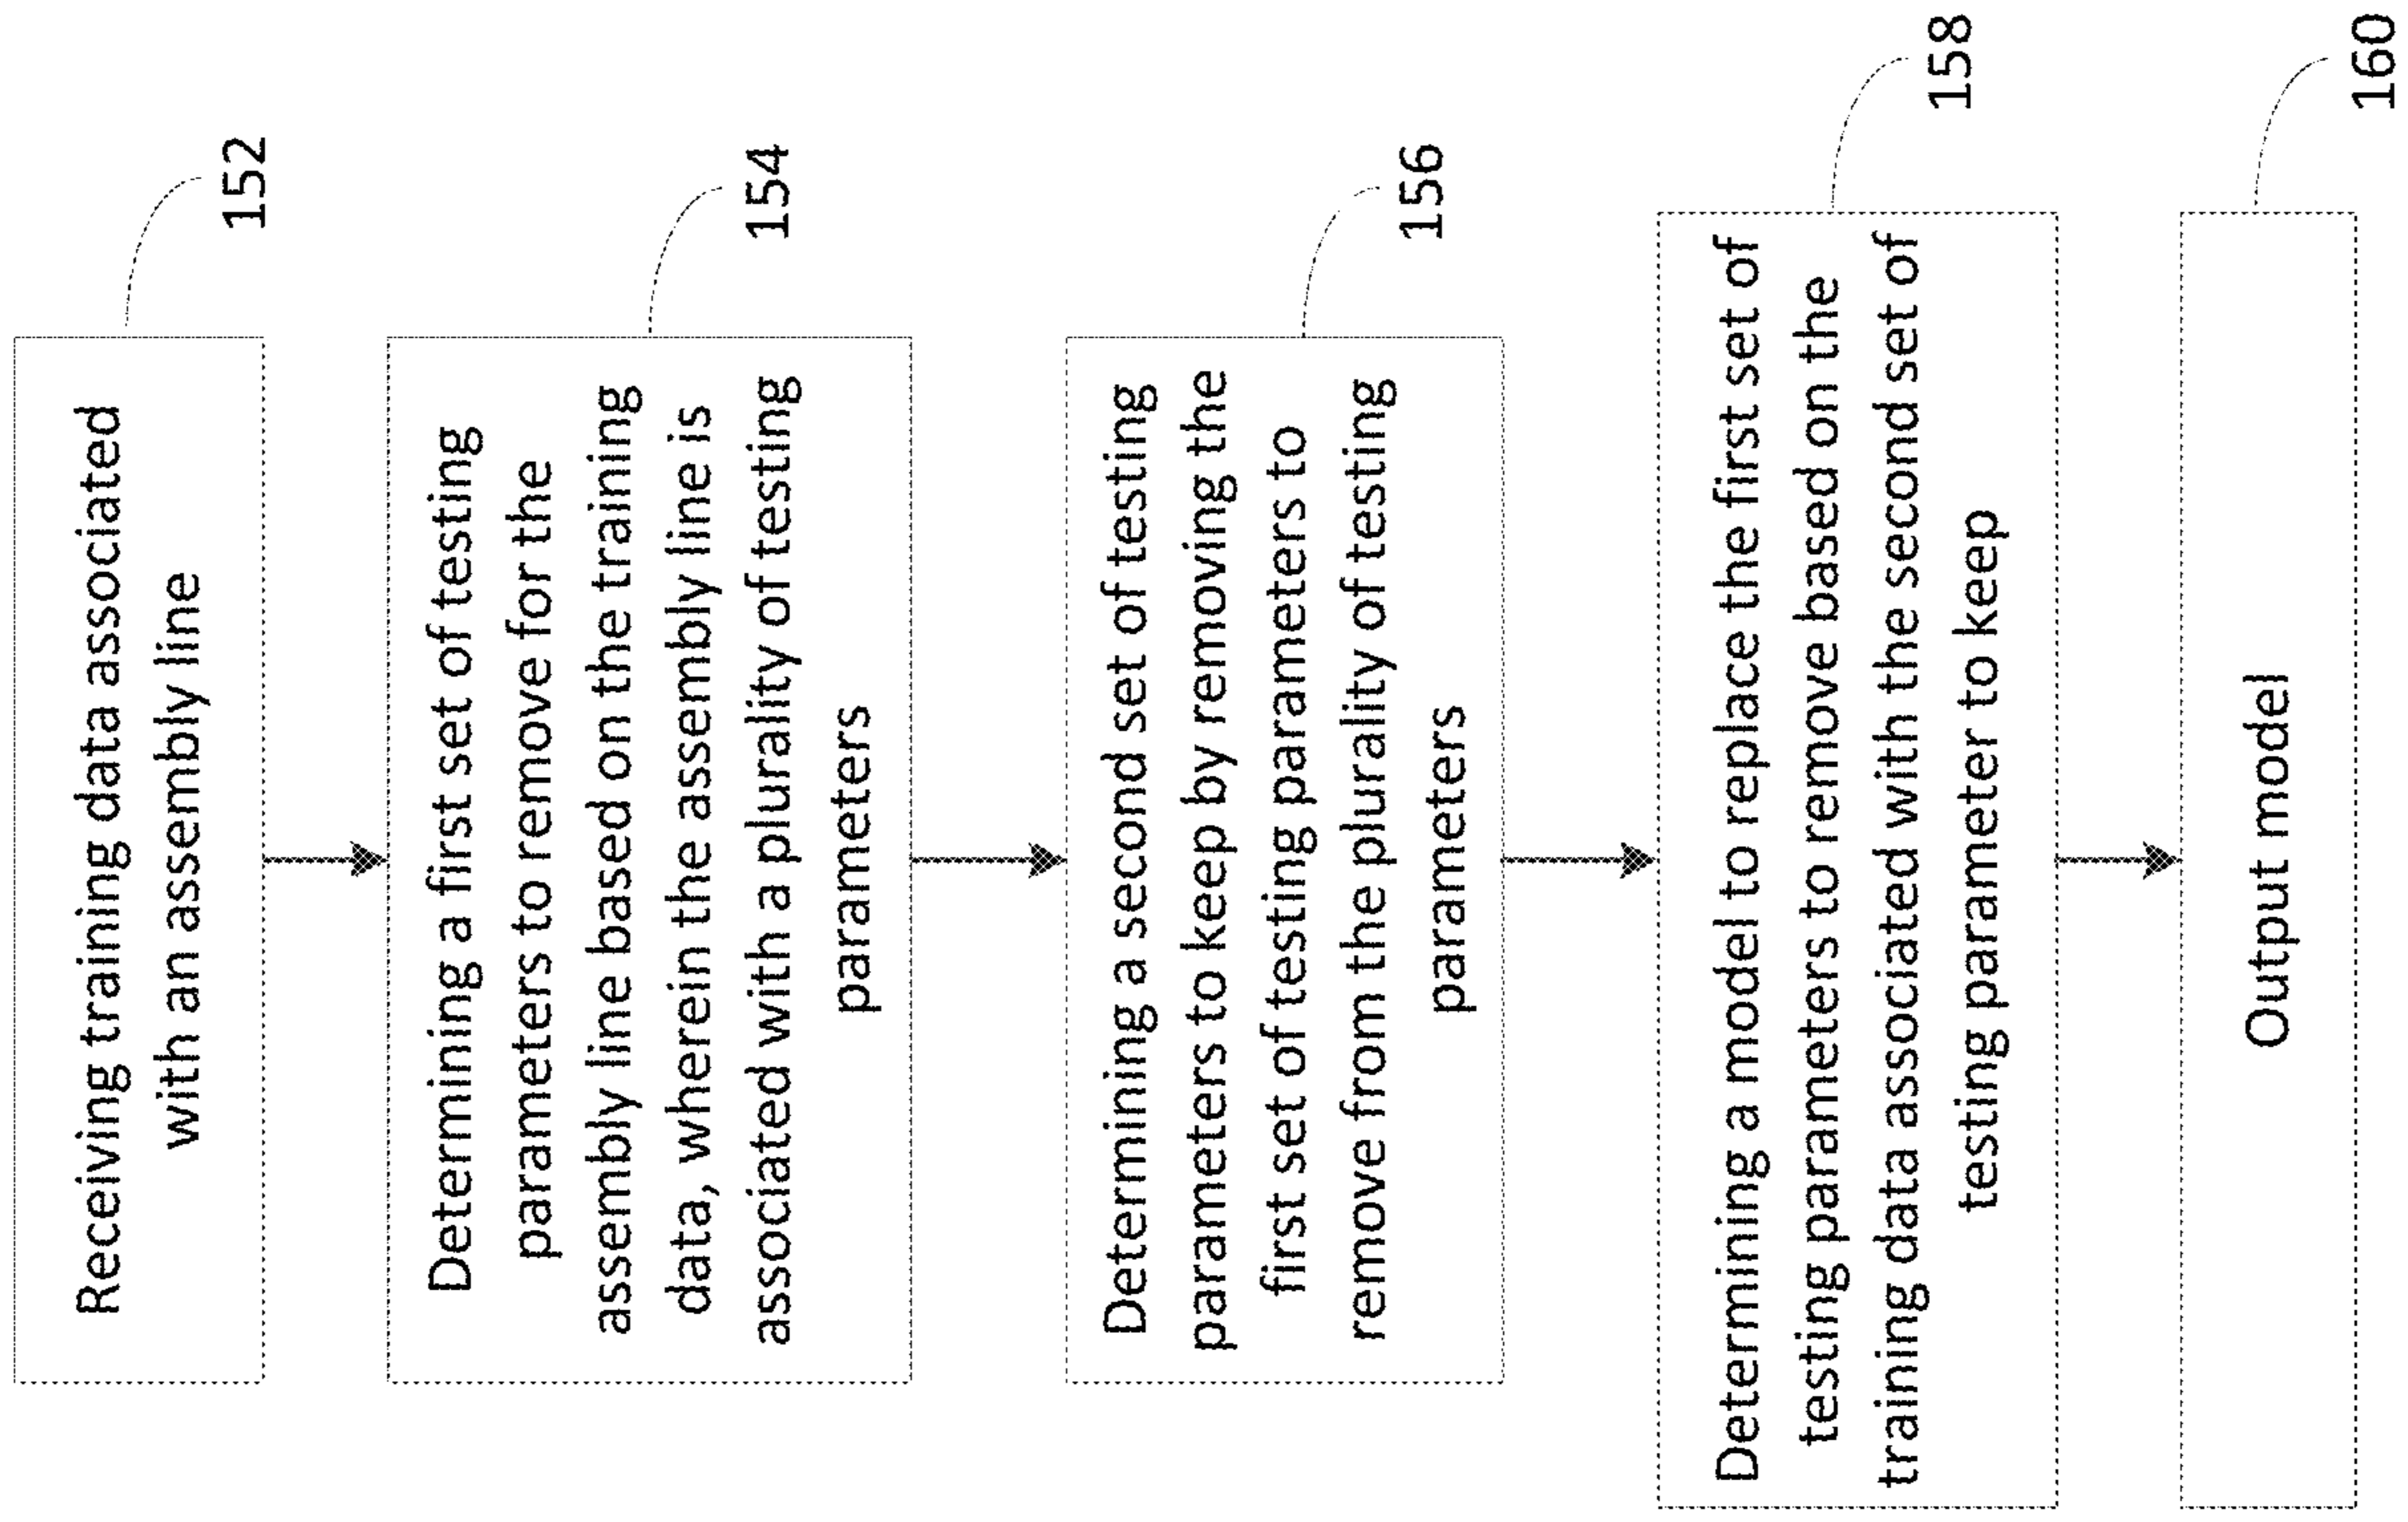 Receiving training data associated
with an assembly line
152
Determining a first set of testing
parameters to remove for the
assembly line based on the training
data, wherein the assembly line is
associated with a plurality of testing
parameters
154
Determining a second set of testing
parameters to keep by removing the
first set of testing parameters to
remove from the plurality of testing
parameters
156
Determining a model to replace the first set of
testing parameters to remove based on the
training data associated with the second set of
testing parameter to keep
158
Output model
160